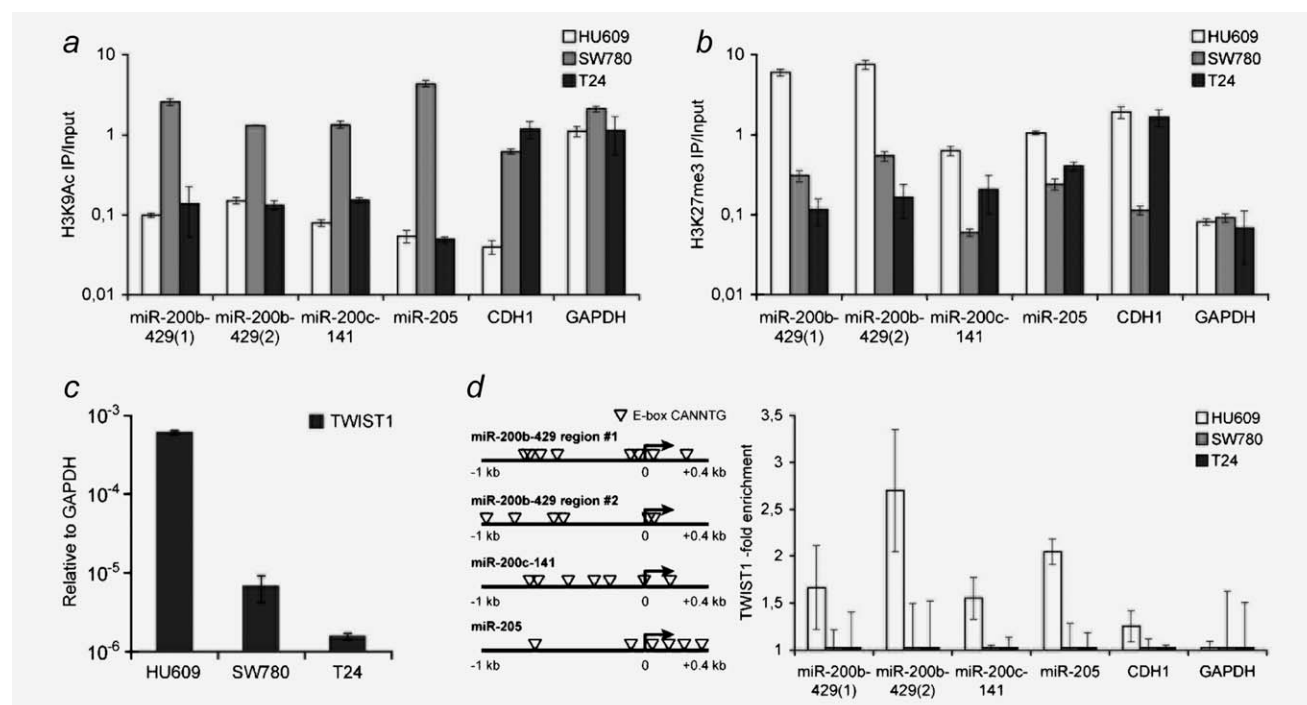 a
HU609
SW780
T24
H3K9Ac IP/Input
10
1
0,1
0,01
miR-200b-429(1)
miR-200b-429(2)
miR-200c-141
miR-205
CDH1
GAPDH
b
HU609
SW780
T24
H3K27me3 IP/Input
10
1
0,1
0,01
miR-200b-429(1)
miR-200b-429(2)
miR-200c-141
miR-205
CDH1
GAPDH
c
TWIST1
Relative to GAPDH
10-3
10-4
10-5
10-6
HU609
SW780
T24
d
E-box CANNTG
miR-200b-429 region #1
-1 kb 0 +0.4 kb
miR-200b-429 region #2
-1 kb 0 +0.4 kb
miR-200c-141
-1 kb 0 +0.4 kb
miR-205
-1 kb 0 +0.4 kb
HU609
SW780
T24
TWIST1 -fold enrichment
3,5
3
2,5
2
1,5
1
miR-200b-429(1)
miR-200b-429(2)
miR-200c-141
miR-205
CDH1
GAPDH